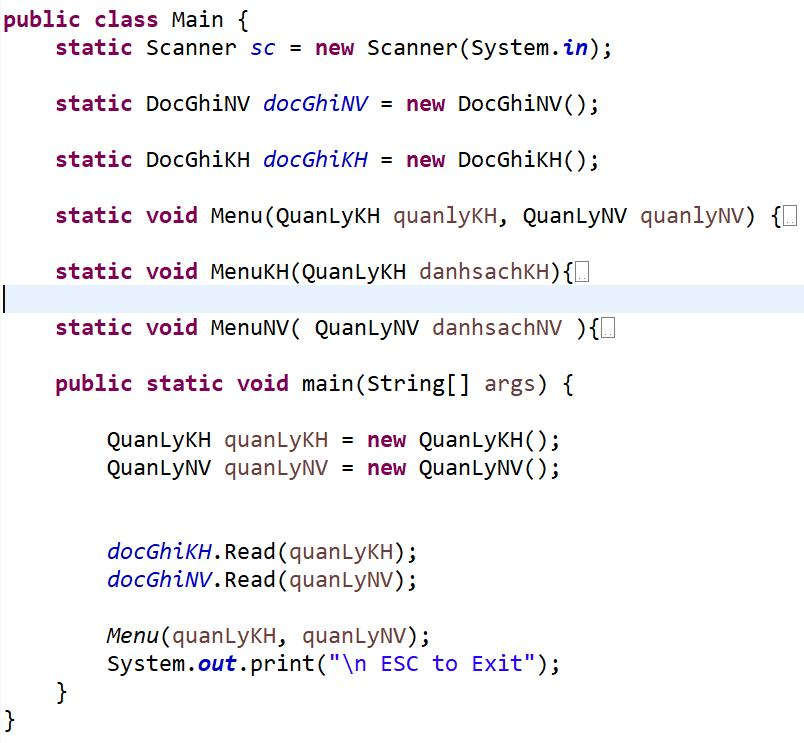 public class Main {
static Scanner sc = new Scanner(System.in);
static DocGhiNV docGhiNV = new DocGhiNV();
static DocGhiKH docGhiKH = new DocGhiKH();
static void Menu(QuanLyKH quanlyKH, QuanLyNV quanlyNV) {
static void MenuKH(QuanLyKH danhsachKH){
static void MenuNV( QuanLyNV danhsachNV ){
public static void main(String[] args) {
QuanLyKH quanLyKH = new QuanLyKH();
QuanLyNV quanLyNV = new QuanLyNV();
docGhiKH.Read(quanLyKH);
docGhiNV.Read(quanLyNV);
Menu(quanLyKH, quanLyNV);
System.out.print("\n ESC to Exit");
}
}